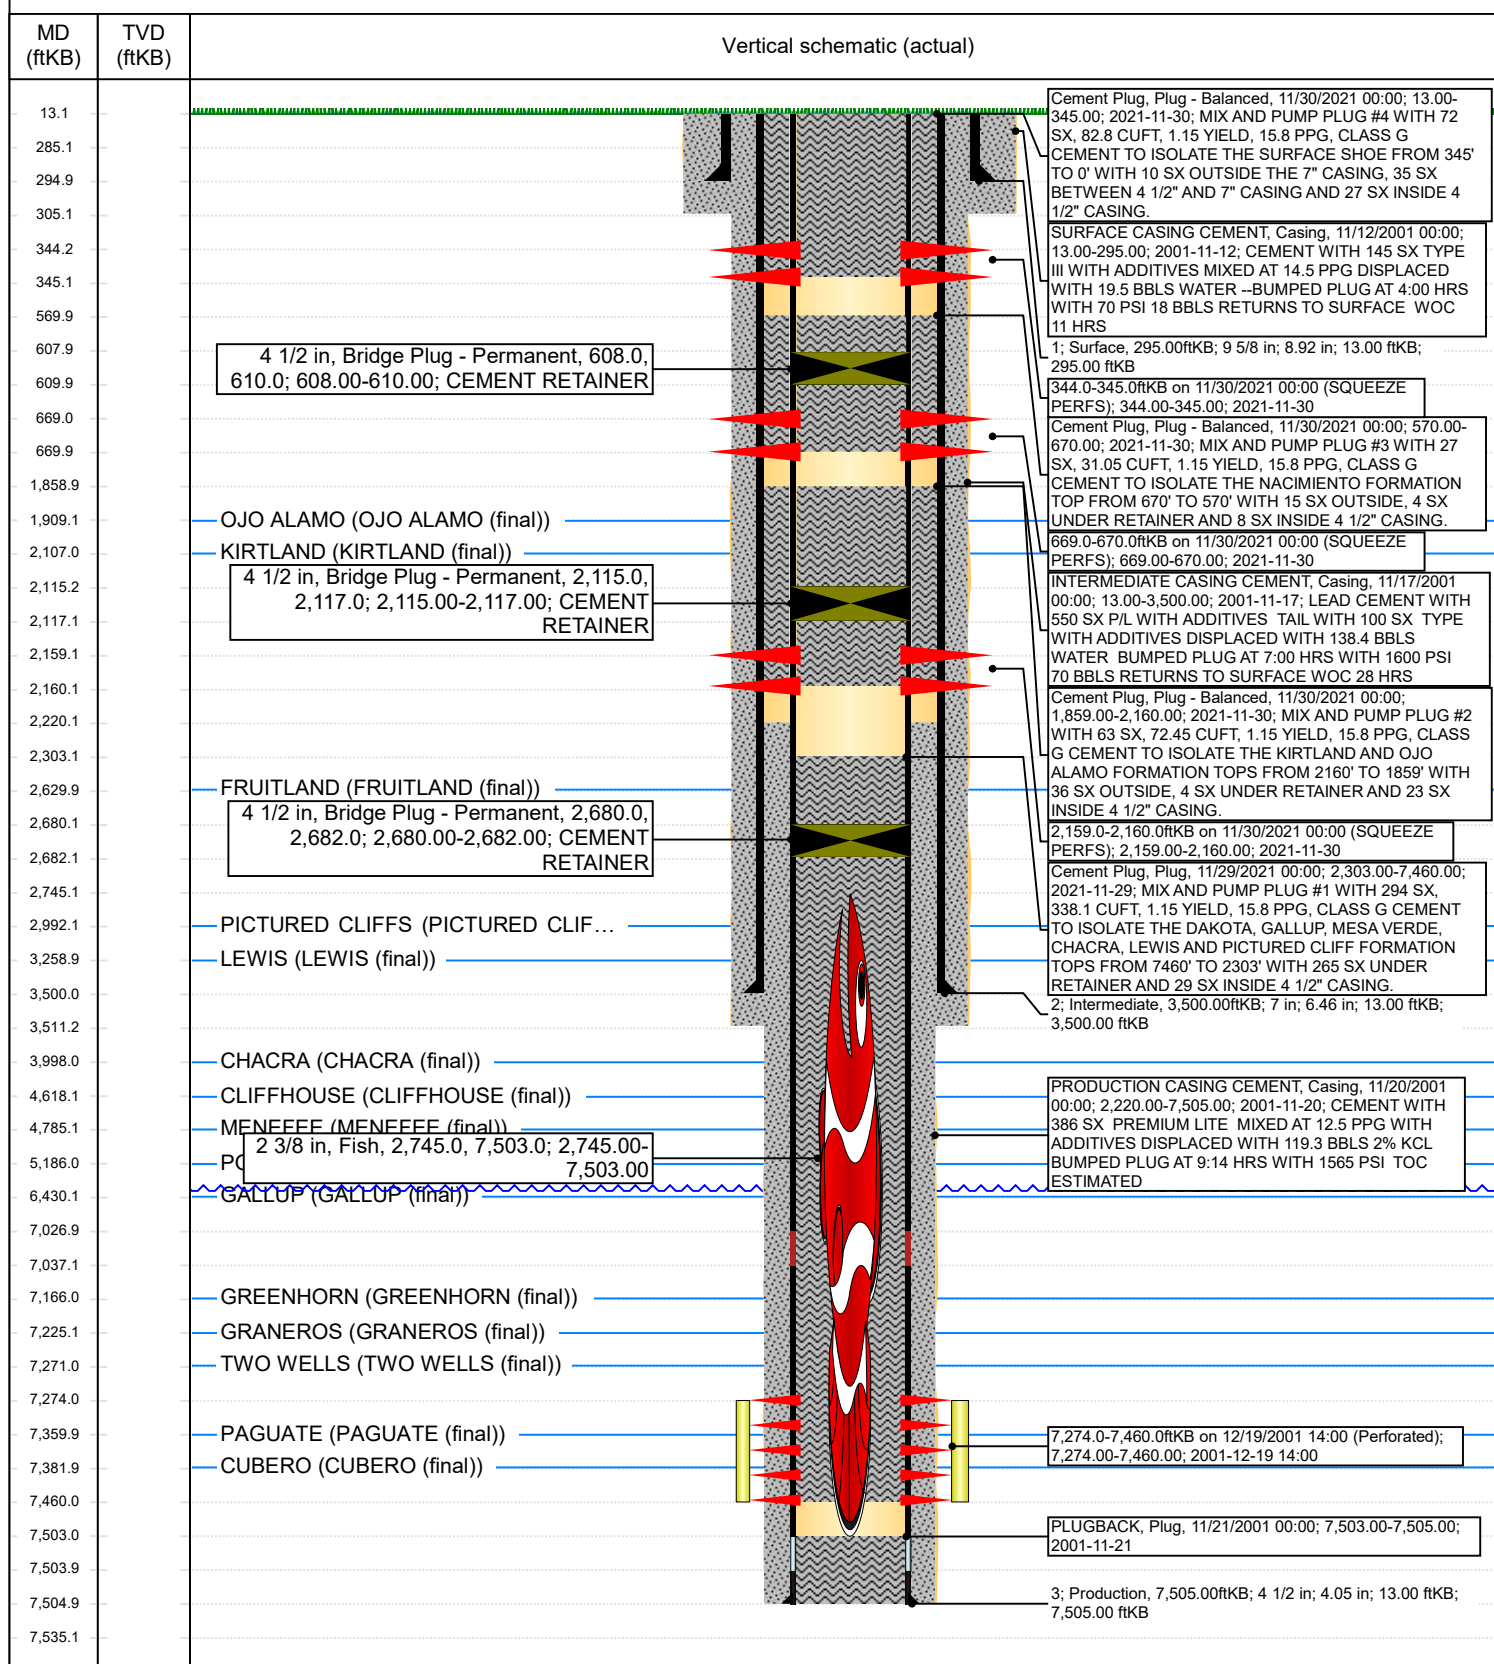 MD
(ftKB)
TVD
(ftKB)
Vertical schematic (actual)
13.1
285.1
294.9
305.1
344.2
345.1
569.9
607.9
609.9
669.0
669.9
1,858.9
1,909.1
2,107.0
2,115.2
2,117.1
2,159.1
2,160.1
2,220.1
2,303.1
2,629.9
2,680.1
2,682.1
2,745.1
2,992.1
3,258.9
3,500.0
3,511.2
3,998.0
4,618.1
4,785.1
5,186.0
6,430.1
7,026.9
7,037.1
7,166.0
7,225.1
7,271.0
7,274.0
7,359.9
7,381.9
7,460.0
7,503.0
7,503.9
7,504.9
7,535.1
4 1/2 in, Bridge Plug - Permanent, 608.0,
610.0; 608.00-610.00; CEMENT RETAINER
OJO ALAMO (OJO ALAMO (final))
KIRTLAND (KIRTLAND (final))
4 1/2 in, Bridge Plug - Permanent, 2,115.0,
2,117.0; 2,115.00-2,117.00; CEMENT
RETAINER
FRUITLAND (FRUITLAND (final))
4 1/2 in, Bridge Plug - Permanent, 2,680.0,
2,682.0; 2,680.00-2,682.00; CEMENT
RETAINER
PICTURED CLIFFS (PICTURED CLIF...
LEWIS (LEWIS (final))
CHACRA (CHACRA (final))
CLIFFHOUSE (CLIFFHOUSE (final))
MENEFEE (MENEFEE (final))
2 3/8 in, Fish, 2,745.0, 7,503.0; 2,745.00-
7,503.00
GALLUP (GALLUP (final))
GREENHORN (GREENHORN (final))
GRANEROS (GRANEROS (final))
TWO WELLS (TWO WELLS (final))
PAGUATE (PAGUATE (final))
CUBERO (CUBERO (final))
Cement Plug, Plug - Balanced, 11/30/2021 00:00; 13.00-
345.00; 2021-11-30; MIX AND PUMP PLUG #4 WITH 72
SX, 82.8 CUFT, 1.15 YIELD, 15.8 PPG, CLASS G
CEMENT TO ISOLATE THE SURFACE SHOE FROM 345'
TO 0' WITH 10 SX OUTSIDE THE 7" CASING, 35 SX
BETWEEN 4 1/2" AND 7" CASING AND 27 SX INSIDE 4
1/2" CASING.
SURFACE CASING CEMENT, Casing, 11/12/2001 00:00;
13.00-295.00; 2001-11-12; CEMENT WITH 145 SX TYPE
III WITH ADDITIVES MIXED AT 14.5 PPG DISPLACED
WITH 19.5 BBLS WATER --BUMPED PLUG AT 4:00 HRS
WITH 70 PSI 18 BBLS RETURNS TO SURFACE WOC
11 HRS
1; Surface, 295.00ftKB; 9 5/8 in; 8.92 in; 13.00 ftKB;
295.00 ftKB
344.0-345.0ftKB on 11/30/2021 00:00 (SQUEEZE
PERFS); 344.00-345.00; 2021-11-30
Cement Plug, Plug - Balanced, 11/30/2021 00:00; 570.00-
670.00; 2021-11-30; MIX AND PUMP PLUG #3 WITH 27
SX, 31.05 CUFT, 1.15 YIELD, 15.8 PPG, CLASS G
CEMENT TO ISOLATE THE NACIMIENTO FORMATION
TOP FROM 670' TO 570' WITH 15 SX OUTSIDE, 4 SX
UNDER RETAINER AND 8 SX INSIDE 4 1/2" CASING.
669.0-670.0ftKB on 11/30/2021 00:00 (SQUEEZE
PERFS); 669.00-670.00; 2021-11-30
INTERMEDIATE CASING CEMENT, Casing, 11/17/2001
00:00; 13.00-3,500.00; 2001-11-17; LEAD CEMENT WITH
550 SX P/L WITH ADDITIVES TAIL WITH 100 SX TYPE
WITH ADDITIVES DISPLACED WITH 138.4 BBLS
WATER BUMPED PLUG AT 7:00 HRS WITH 1600 PSI
70 BBLS RETURNS TO SURFACE WOC 28 HRS
Cement Plug, Plug - Balanced, 11/30/2021 00:00;
1,859.00-2,160.00; 2021-11-30; MIX AND PUMP PLUG #2
WITH 63 SX, 72.45 CUFT, 1.15 YIELD, 15.8 PPG, CLASS
G CEMENT TO ISOLATE THE KIRTLAND AND OJO
ALAMO FORMATION TOPS FROM 2160' TO 1859' WITH
36 SX OUTSIDE, 4 SX UNDER RETAINER AND 23 SX
INSIDE 4 1/2" CASING.
2,159.0-2,160.0ftKB on 11/30/2021 00:00 (SQUEEZE
PERFS); 2,159.00-2,160.00; 2021-11-30
Cement Plug, Plug, 11/29/2021 00:00; 2,303.00-7,460.00;
2021-11-29; MIX AND PUMP PLUG #1 WITH 294 SX,
338.1 CUFT, 1.15 YIELD, 15.8 PPG, CLASS G CEMENT
TO ISOLATE THE DAKOTA, GALLUP, MESA VERDE,
CHACRA, LEWIS AND PICTURED CLIFF FORMATION
TOPS FROM 7460' TO 2303' WITH 265 SX UNDER
RETAINER AND 29 SX INSIDE 4 1/2" CASING.
2; Intermediate, 3,500.00ftKB; 7 in; 6.46 in; 13.00 ftKB;
3,500.00 ftKB
PRODUCTION CASING CEMENT, Casing, 11/20/2001
00:00; 2,220.00-7,505.00; 2001-11-20; CEMENT WITH
386 SX PREMIUM LITE MIXED AT 12.5 PPG WITH
ADDITIVES DISPLACED WITH 119.3 BBLS 2% KCL
BUMPED PLUG AT 9:14 HRS WITH 1565 PSI TOC
ESTIMATED
7,274.0-7,460.0ftKB on 12/19/2001 14:00 (Perforated);
7,274.00-7,460.00; 2001-12-19 14:00
PLUGBACK, Plug, 11/21/2001 00:00; 7,503.00-7,505.00;
2001-11-21
3; Production, 7,505.00ftKB; 4 1/2 in; 4.05 in; 13.00 ftKB;
7,505.00 ftKB